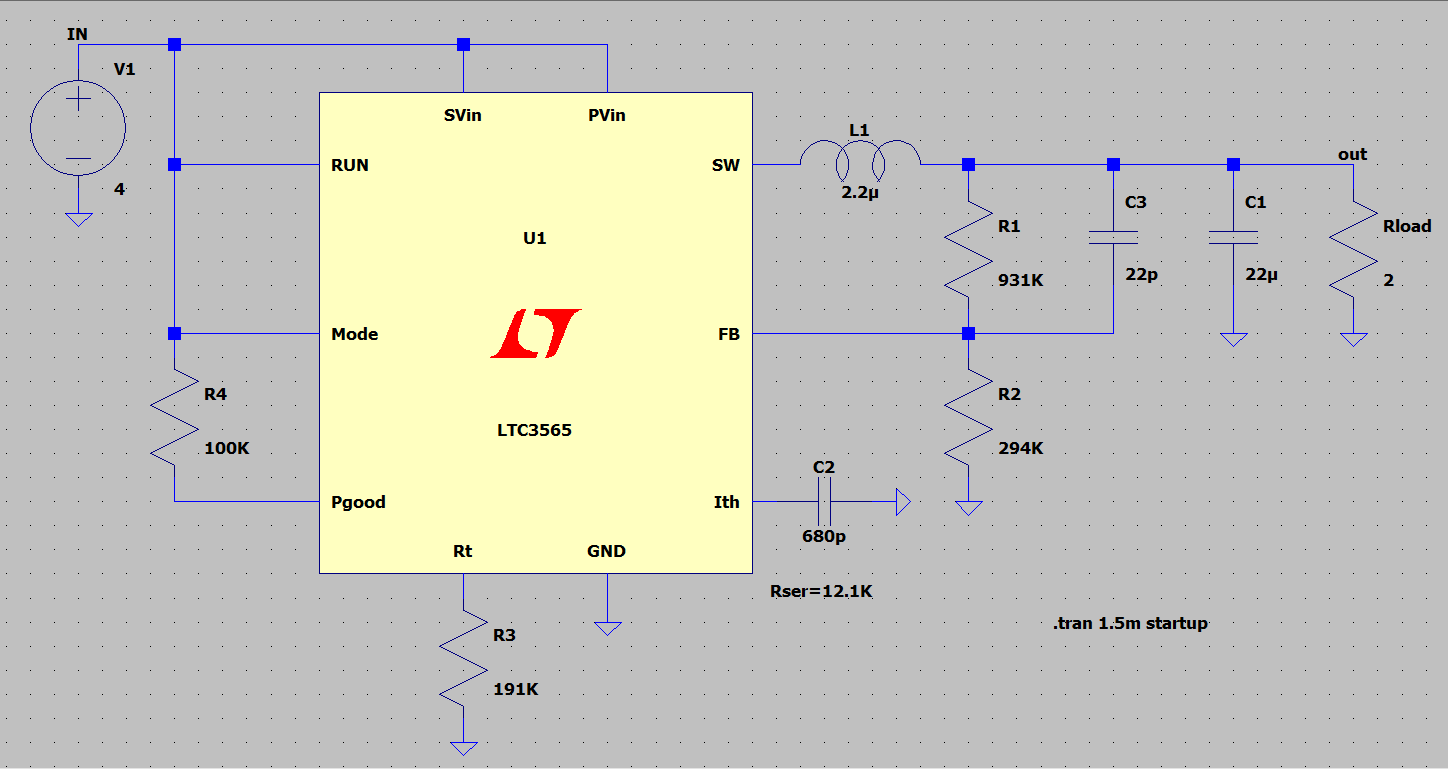 IN
V1
4
SVin
PVin
RUN
SW
L1
2.2µ
out
C3
C1
R1
Rload
U1
22p
22µ
931K
2
Mode
FB
R4
R2
100K
LTC3565
294K
C2
Pgood
Ith
680p
Rt
GND
Rser=12.1K
.tran 1.5m startup
R3
191K